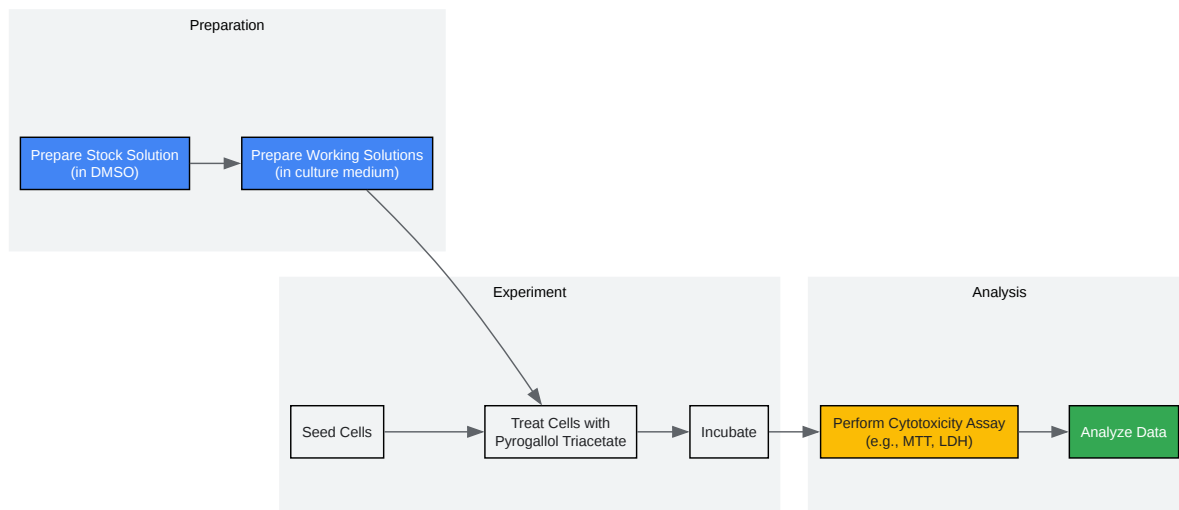 Preparation
Prepare Stock Solution
(in DMSO)
Prepare Working Solutions
(in culture medium)
Experiment
Seed Cells
Treat Cells with
Pyrogallol Triacetate
Incubate
Analysis
Perform Cytotoxicity Assay
(e.g., MTT, LDH)
Analyze Data